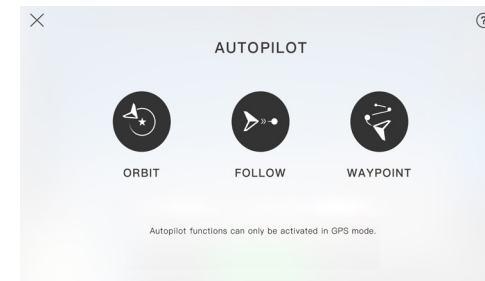 AUTOPILOT
ORBIT FOLLOW WAYPOINT
Autopilot functions can only be activated in GPS mode.